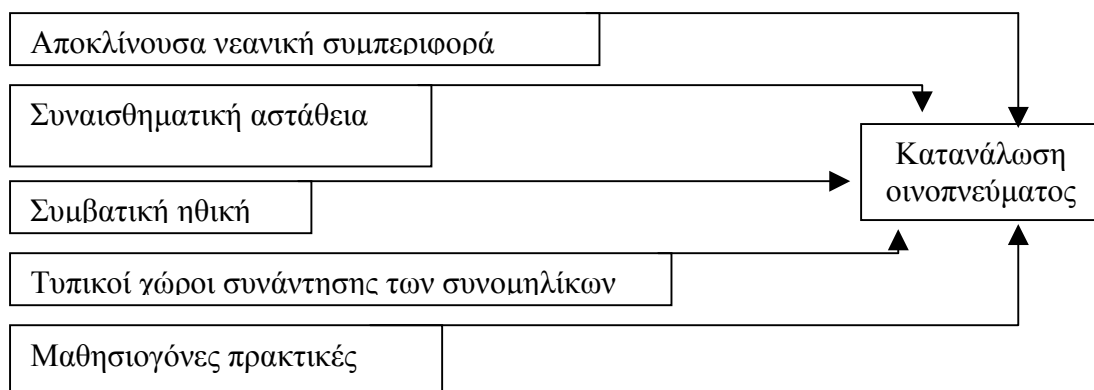 Αποκλίνουσα νεανική συμπεριφορά
Συναισθηματική αστάθεια
Συμβατική ηθική
Τυπικοί χώροι συνάντησης των συνομηλίκων
Μαθησιογόνες πρακτικές
Κατανάλωση
οινοπνεύματος